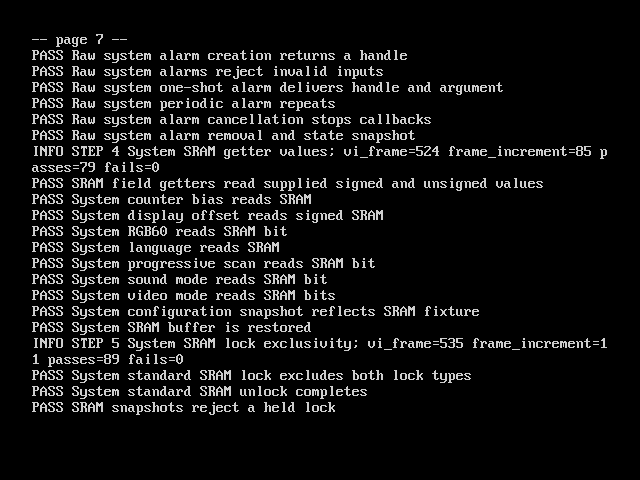 -- page 7 --
PASS Raw system alarm creation returns a handle
PASS Raw system alarms reject invalid inputs
PASS Raw system one-shot alarm delivers handle and argument
PASS Raw system periodic alarm repeats
PASS Raw system alarm cancellation stops callbacks
PASS Raw system alarm removal and state snapshot
INFO STEP 4 System SRAM getter values; vi_frame=524 frame_increment=85 p
asses=79 fails=0
PASS SRAM field getters read supplied signed and unsigned values
PASS System counter bias reads SRAM
PASS System display offset reads signed SRAM
PASS System RGB60 reads SRAM bit
PASS System language reads SRAM
PASS System progressive scan reads SRAM bit
PASS System sound mode reads SRAM bit
PASS System video mode reads SRAM bits
PASS System configuration snapshot reflects SRAM fixture
PASS System SRAM buffer is restored
INFO STEP 5 System SRAM lock exclusivity; vi_frame=535 frame_increment=1
1 passes=89 fails=0
PASS System standard SRAM lock excludes both lock types
PASS System standard SRAM unlock completes
PASS SRAM snapshots reject a held lock